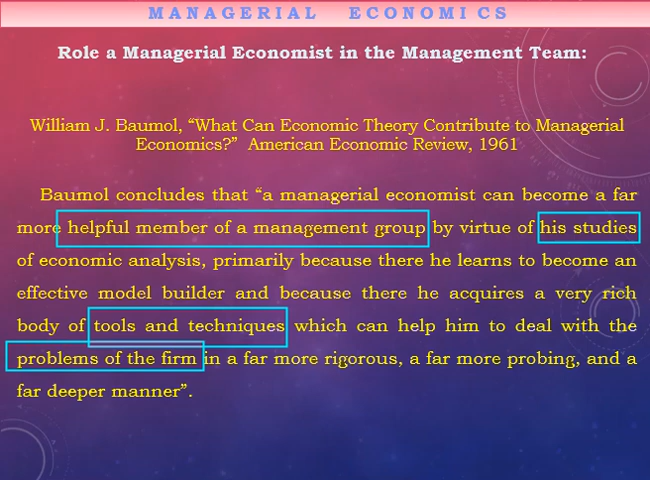 MANAGERIAL ECONOMICS
Role a Managerial Economist in the Management Team:
William J. Baumol, “What Can Economic Theory Contribute to Managerial
Economics?” American Economic Review, 1961
Baumol concludes that “a managerial economist can become a far
more helpful member of a management group by virtue of his studies
of economic analysis, primarily because there he learns to become an
effective model builder and because there he acquires a very rich
body of tools and techniques which can help him to deal with the
problems of the firm in a far more rigorous, a far more probing, and a
far deeper manner”.